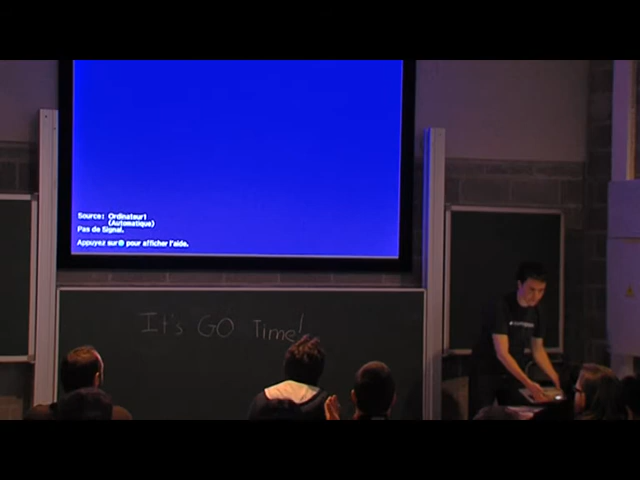 Source: Ordinateur1
(Automatique)
Pas de Signal.
Appuyez sur pour afficher l'aide.
It's GO Time!